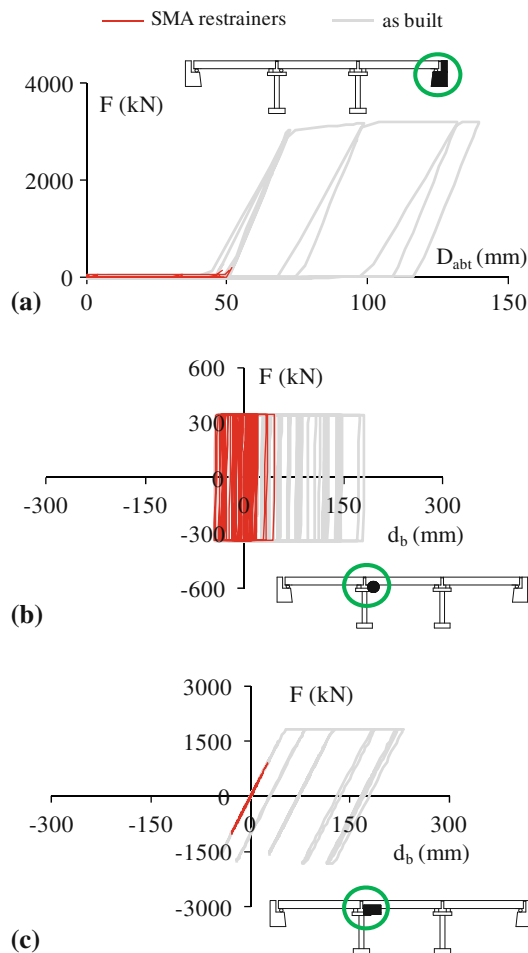 SMA restrainers as built
4000
F (kN)
2000
0
0 50 100 150
D_abt (mm)
(a)
600
F (kN)
300
0
-300 -150 0 150 300
d_b (mm)
-300
-600
(b)
3000
F (kN)
1500
0
-300 -150 0 150 300
d_b (mm)
-1500
-3000
(c)